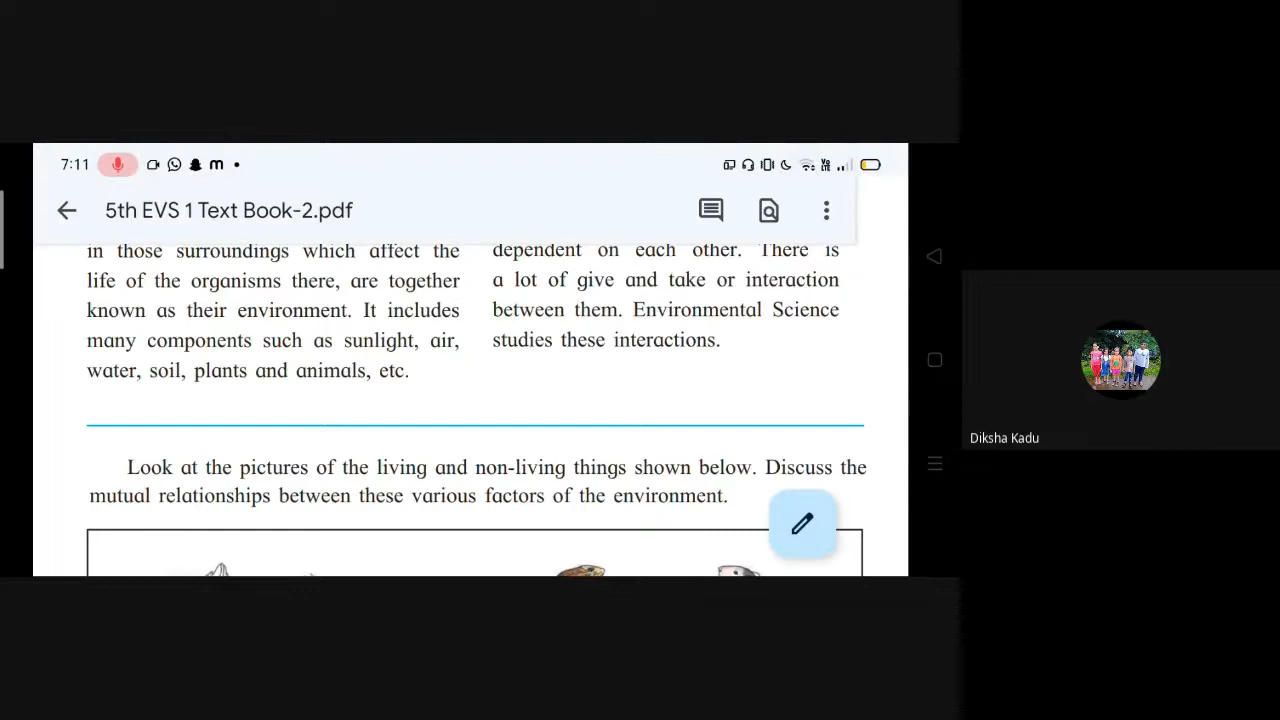 7:11
5th EVS 1 Text Book-2.pdf
in those surroundings which affect the
life of the organisms there, are together
known as their environment. It includes
many components such as sunlight, air,
water, soil, plants and animals, etc.
dependent on each other. There is
a lot of give and take or interaction
between them. Environmental Science
studies these interactions.
Look at the pictures of the living and non-living things shown below. Discuss the
mutual relationships between these various factors of the environment.
Diksha Kadu